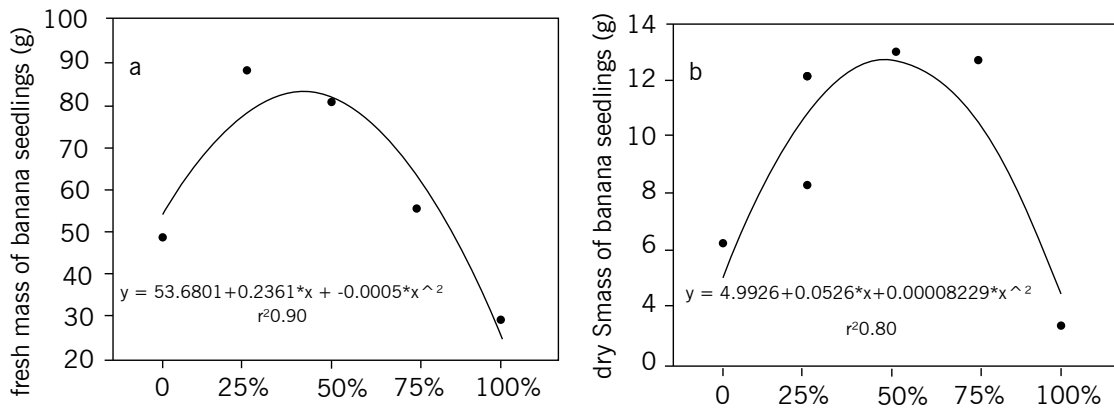 fresh mass of banana seedlings (g)
100
90
80
70
60
50
40
30
20
a
y = 53.6801+0.2361*x + -0.0005*x^²
r²0.90
0 25% 50% 75% 100%
dry Smass of banana seedlings (g)
14
12
10
8
6
4
0
b
y = 4.9926+0.0526*x+0.00008229*x^²
r²0.80
0 25% 50% 75% 100%